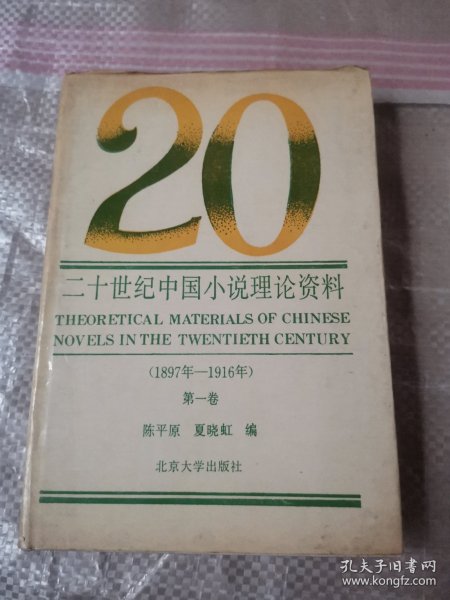 20
二十世纪中国小说理论资料
THEORETICAL MATERIALS OF CHINESE
NOVELS IN THE TWENTIETH CENTURY
(1897年—1916年)
第一卷
陈平原 夏晓虹 编
北京大学出版社
孔夫子旧书网
www.kongfz.com